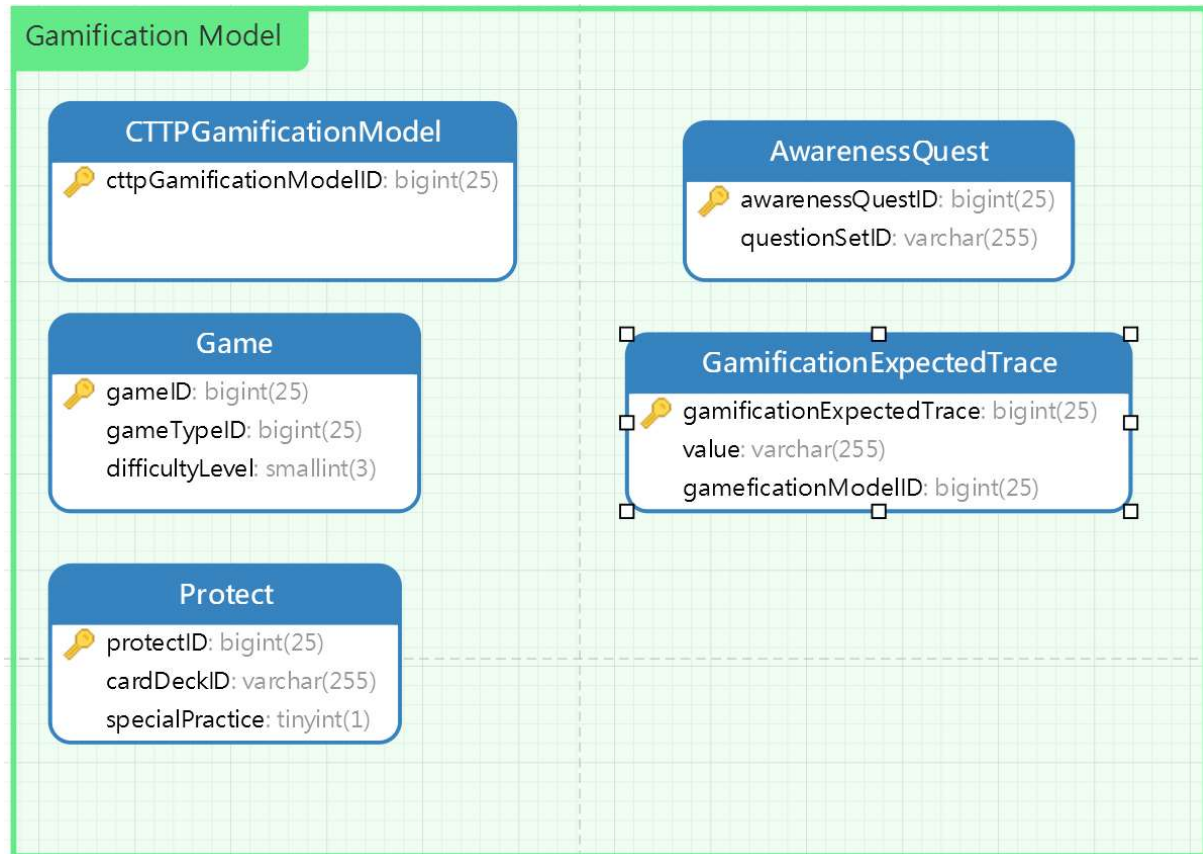 Gamification Model
CTTPGamificationModel
cttpGamificationModelID: bigint(25)
AwarenessQuest
awarenessQuestID: bigint(25)
questionSetID: varchar(255)
Game
gameID: bigint(25)
gameTypeID: bigint(25)
difficultyLevel: smallint(3)
GamificationExpectedTrace
gamificationExpectedTrace: bigint(25)
value: varchar(255)
gameficationModelID: bigint(25)
Protect
protectID: bigint(25)
cardDeckID: varchar(255)
specialPractice: tinyint(1)